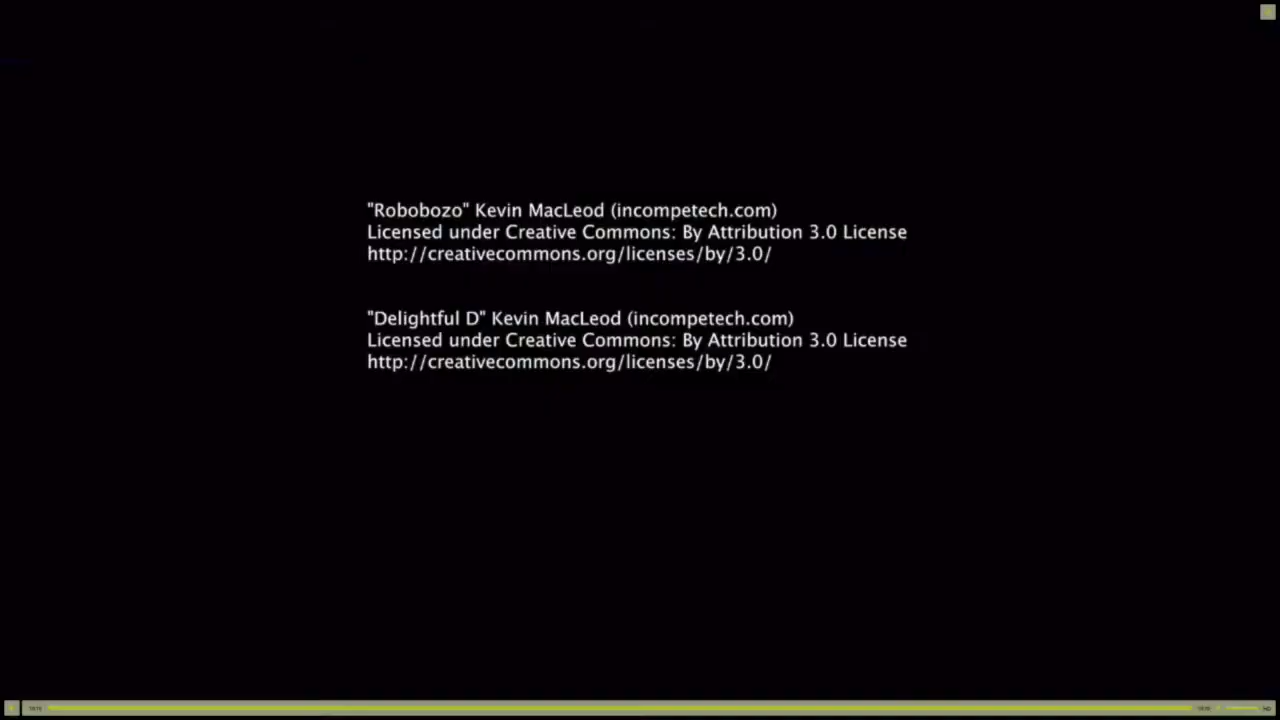 "Robobozo" Kevin MacLeod (incompetech.com)
Licensed under Creative Commons: By Attribution 3.0 License
http://creativecommons.org/licenses/by/3.0/
"Delightful D" Kevin MacLeod (incompetech.com)
Licensed under Creative Commons: By Attribution 3.0 License
http://creativecommons.org/licenses/by/3.0/